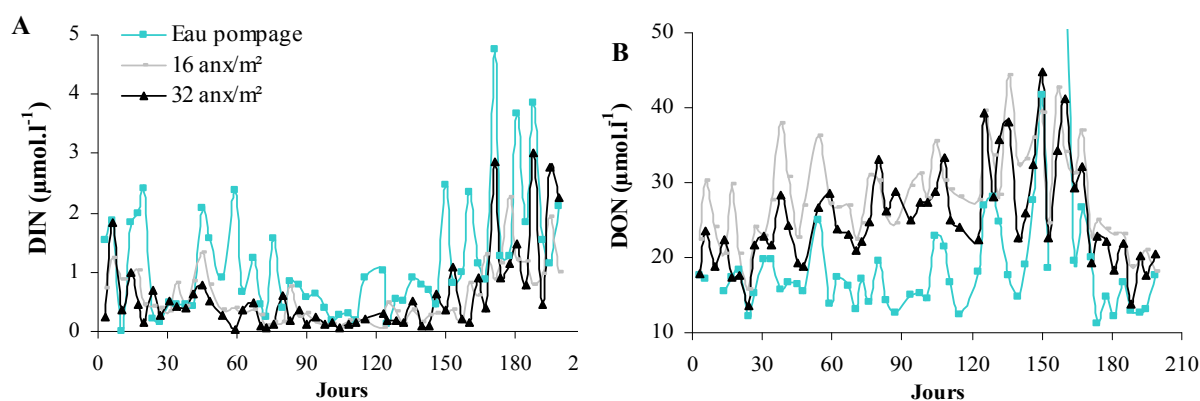 A
Eau pompage
16 anx/m²
32 anx/m²
DIN (µmol.l⁻¹)
5
4
3
2
1
0
0 30 60 90 120 150 180 2
Jours
B
DON (µmol.l⁻¹)
50
40
30
20
10
0 30 60 90 120 150 180 210
Jours